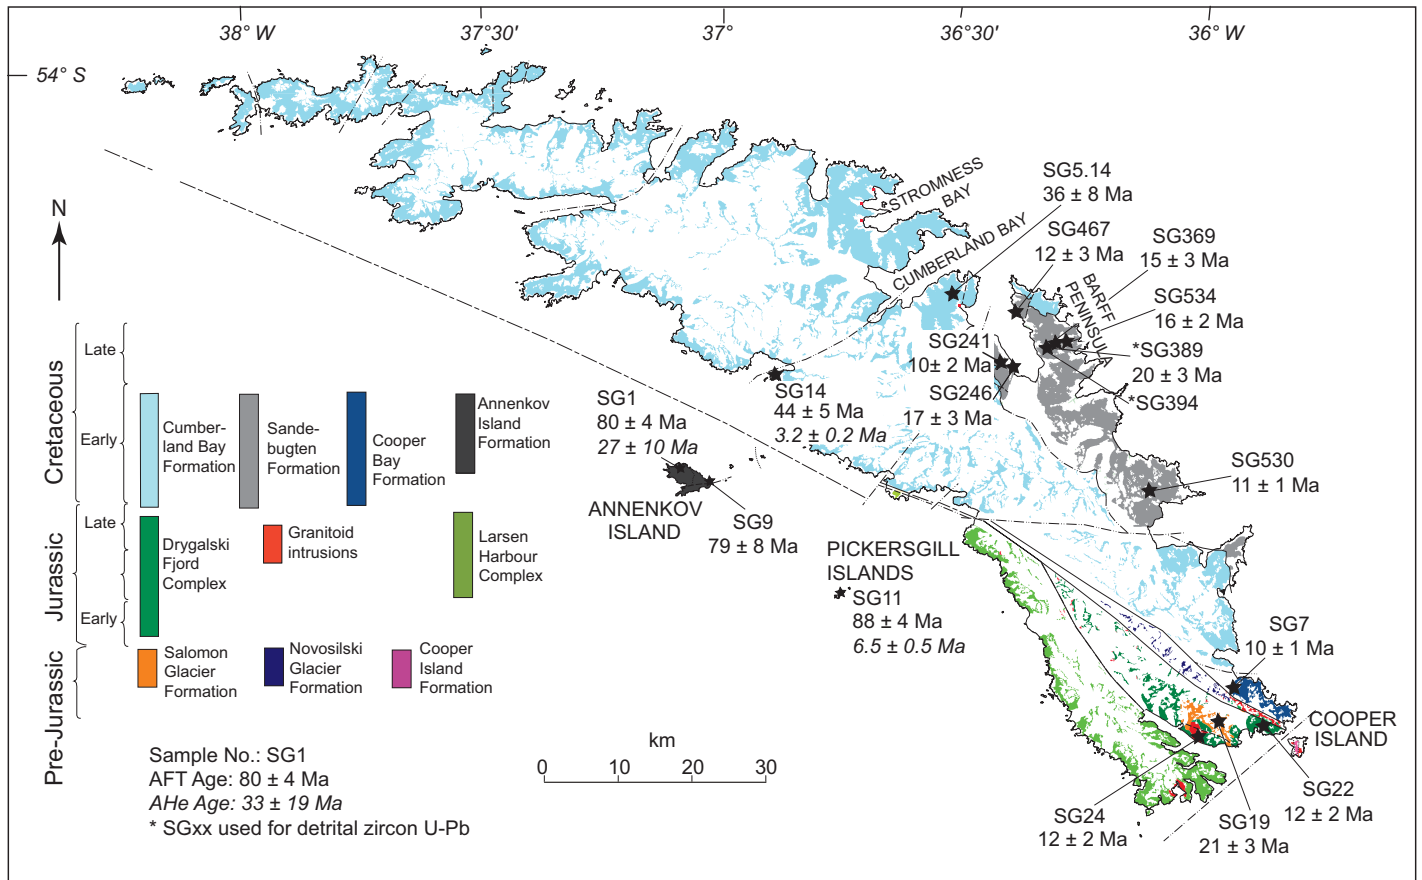 38° W
37°30'
37°
36°30'
36° W
54° S
N
STROMNESS
BAY
CUMBERLAND BAY
SG5.14
36 ± 8 Ma
SG467
12 ± 3 Ma
SG369
15 ± 3 Ma
BARFF
PENINSULA
SG534
16 ± 2 Ma
*SG389
20 ± 3 Ma
*SG394
SG241
10± 2 Ma
SG246
17 ± 3 Ma
SG14
44 ± 5 Ma
3.2 ± 0.2 Ma
SG1
80 ± 4 Ma
27 ± 10 Ma
ANNENKOV
ISLAND
SG9
79 ± 8 Ma
SG530
11 ± 1 Ma
PICKERSGILL
ISLANDS
SG11
88 ± 4 Ma
6.5 ± 0.5 Ma
SG7
10 ± 1 Ma
COOPER
ISLAND
SG22
12 ± 2 Ma
SG19
21 ± 3 Ma
SG24
12 ± 2 Ma
Cretaceous
Late
Early
Jurassic
Late
Early
Pre-Jurassic
Cumber-
land Bay
Formation
Sande-
bugten
Formation
Cooper
Bay
Formation
Annenkov
Island
Formation
Drygalski
Fjord
Complex
Granitoid
intrusions
Larsen
Harbour
Complex
Salomon
Glacier
Formation
Novosilski
Glacier
Formation
Cooper
Island
Formation
Sample No.: SG1
AFT Age: 80 ± 4 Ma
AHe Age: 33 ± 19 Ma
* SGxx used for detrital zircon U-Pb
km
0 10 20 30